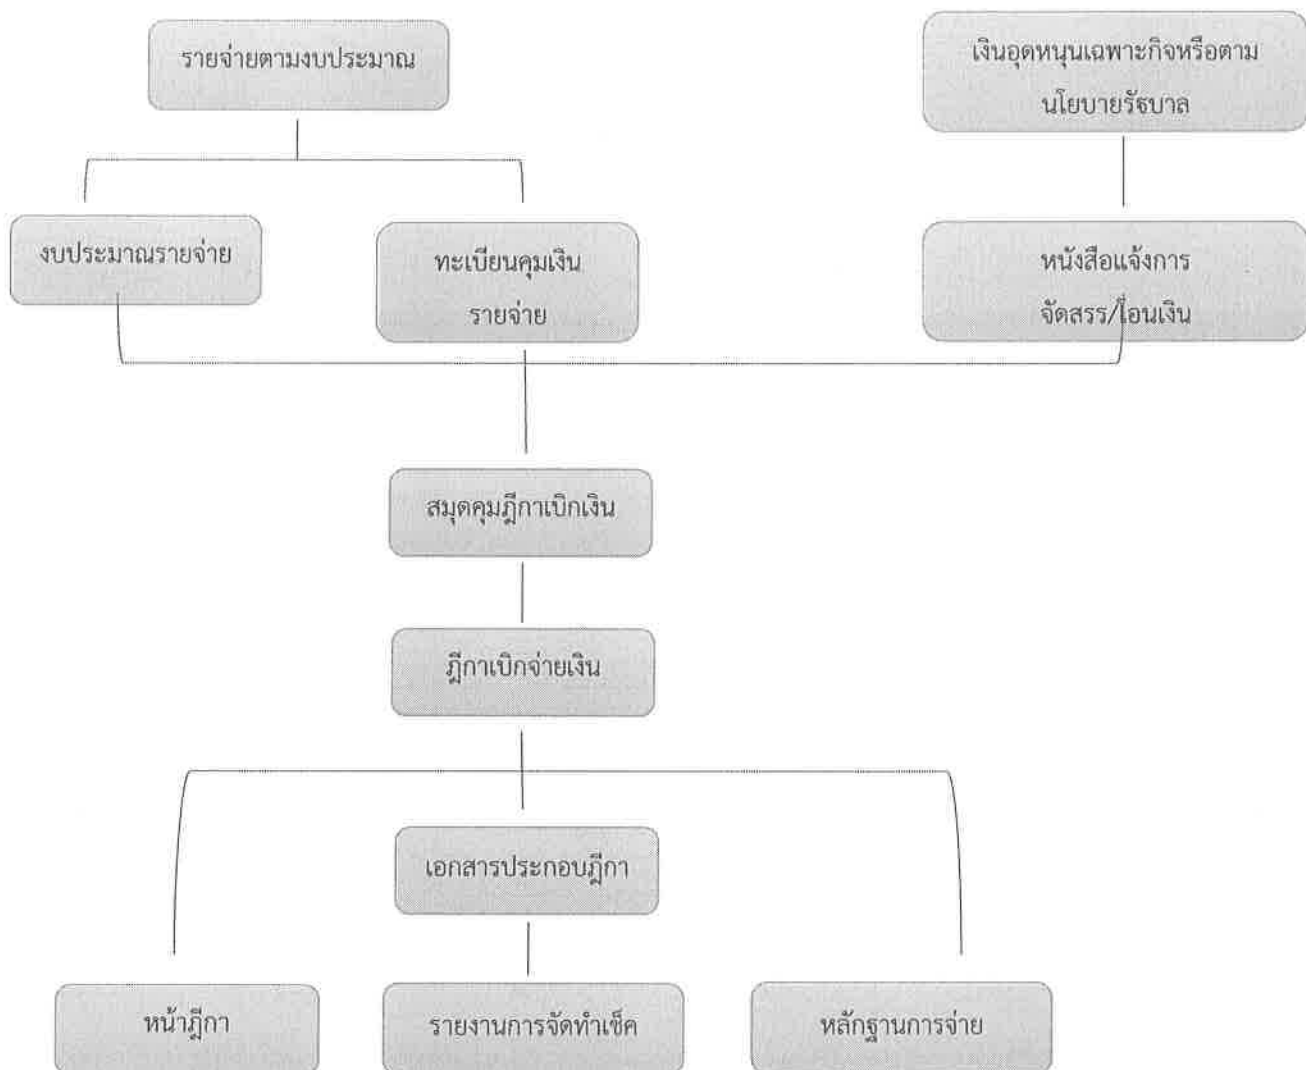 รายจ่ายตามงบประมาณ
เงินอุดหนุนเฉพาะกิจหรือตาม
นโยบายรัฐบาล
งบประมาณรายจ่าย
ทะเบียนคุมเงิน
รายจ่าย
หนังสือแจ้งการ
จัดสรร/โอนเงิน
สมุดคุมฎีกาเบิกเงิน
ฎีกาเบิกจ่ายเงิน
เอกสารประกอบฎีกา
หน้าฎีกา
รายงานการจัดทำเช็ค
หลักฐานการจ่าย